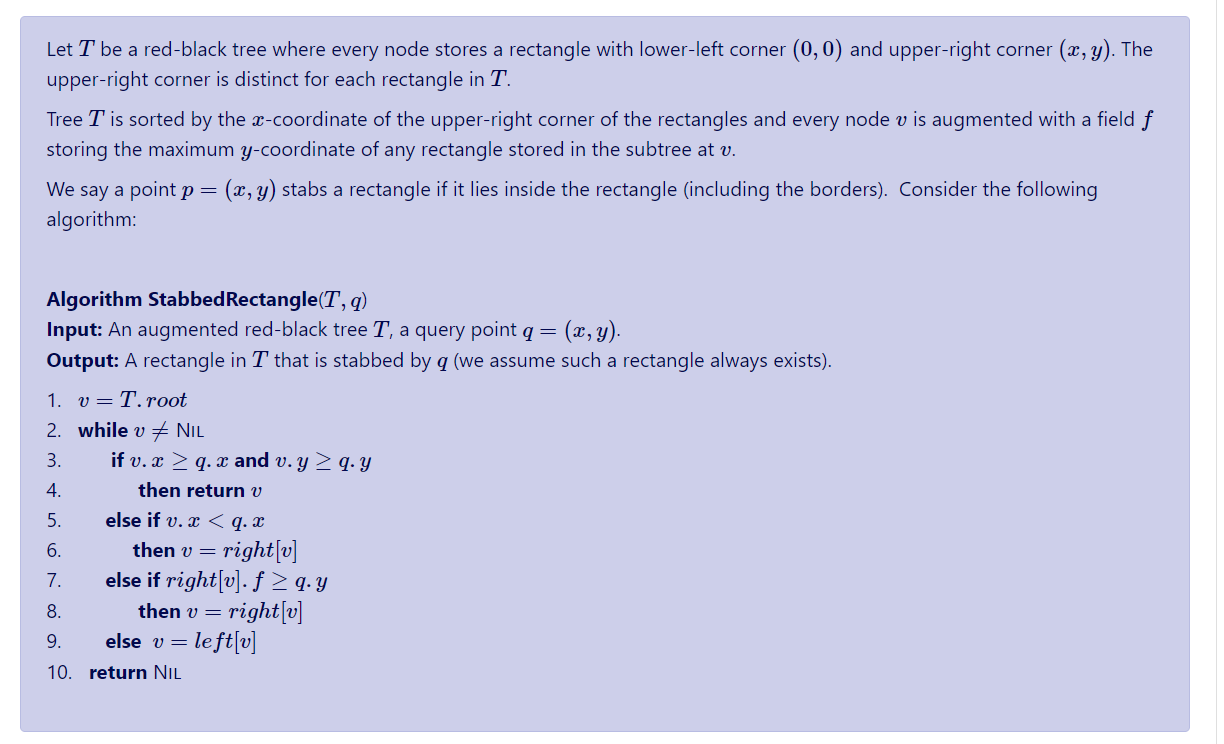 Let T be a red-black tree where every node stores a rectangle with lower-left corner (0, 0) and upper-right corner (x, y). The
upper-right corner is distinct for each rectangle in T.
Tree T is sorted by the x-coordinate of the upper-right corner of the rectangles and every node v is augmented with a field f
storing the maximum y-coordinate of any rectangle stored in the subtree at v.
We say a point p = (x, y) stabs a rectangle if it lies inside the rectangle (including the borders). Consider the following
algorithm:
Algorithm StabbedRectangle(T, q)
Input: An augmented red-black tree T, a query point q = (x, y).
Output: A rectangle in T that is stabbed by q (we assume such a rectangle always exists).
1. v = T. root
2. while v ≠ NIL
3. if v. x ≥ q. x and v. y ≥ q. y
4. then return v
5. else if v. x < q. x
6. then v = right[v]
7. else if right[v]. f ≥ q. y
8. then v = right[v]
9. else v = left[v]
10. return NIL